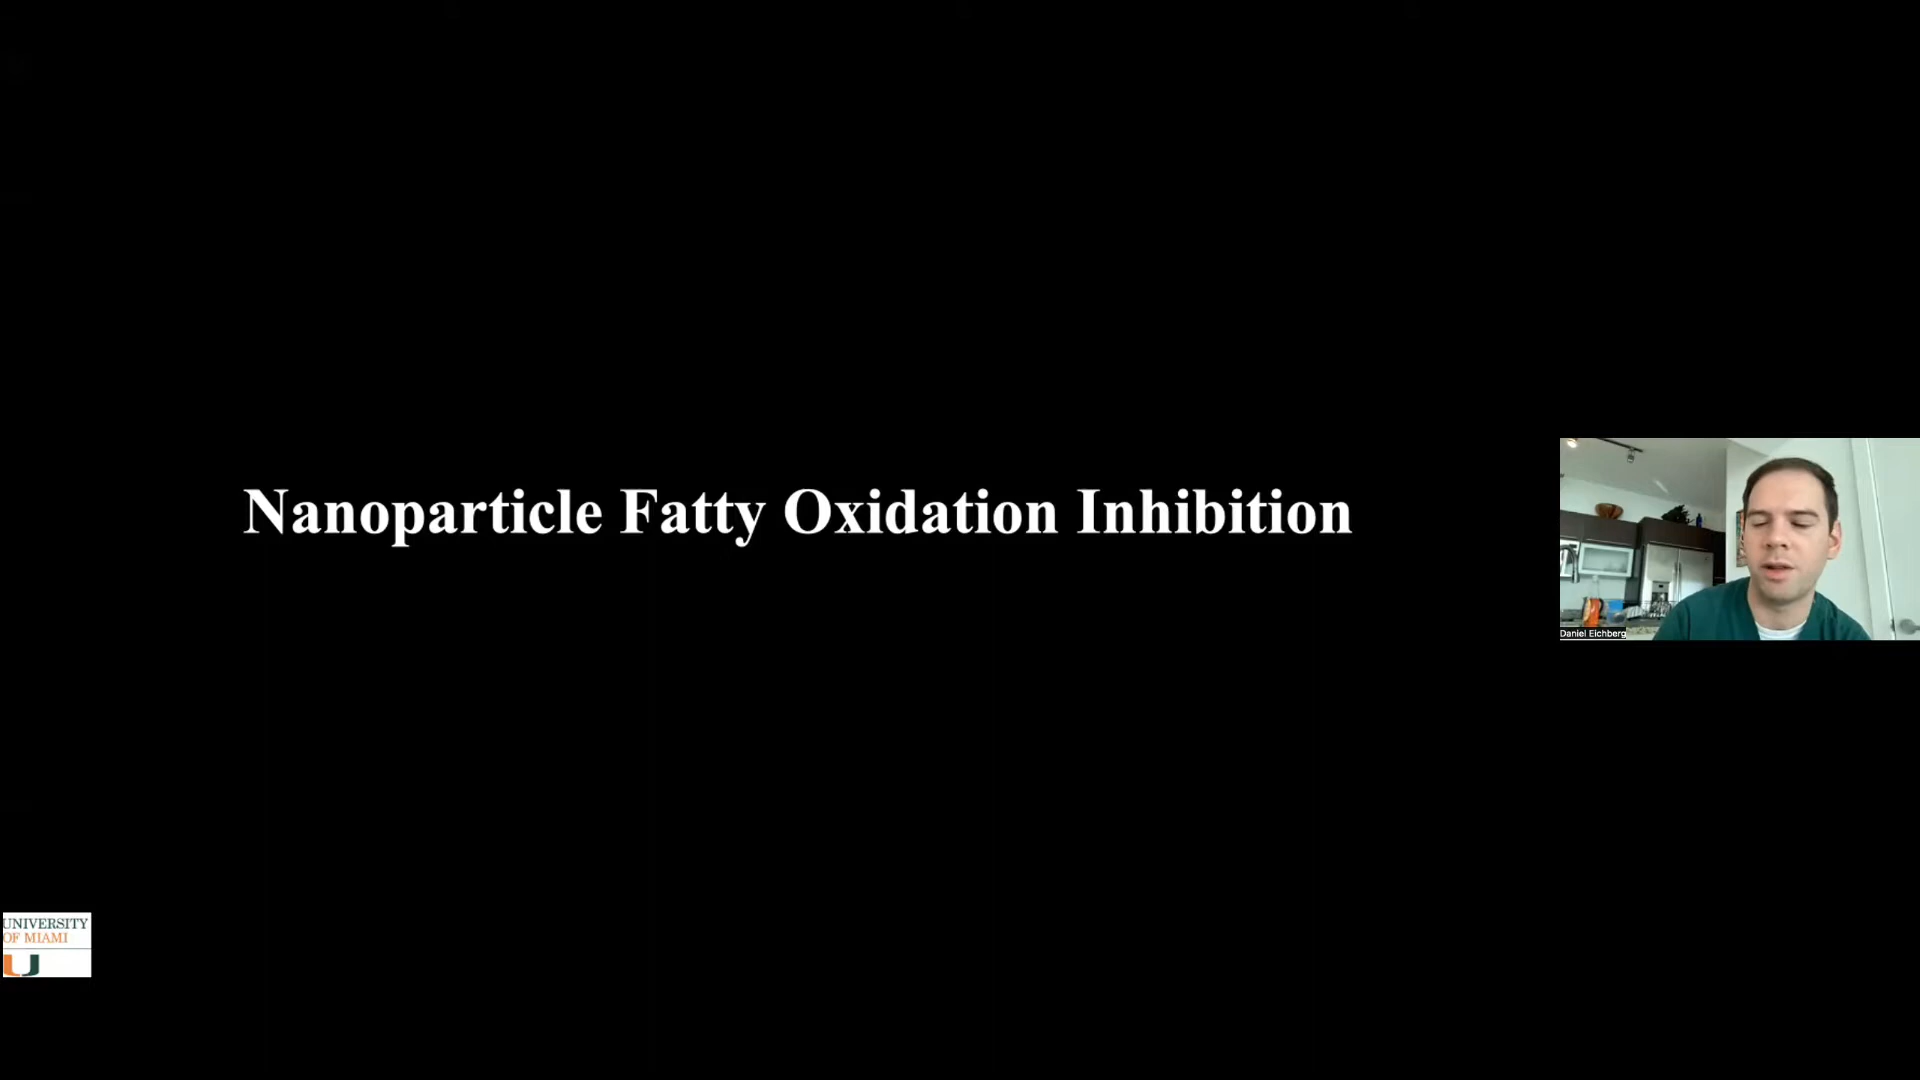 Nanoparticle Fatty Oxidation Inhibition
Daniel Eichberg
UNIVERSITY
OF MIAMI